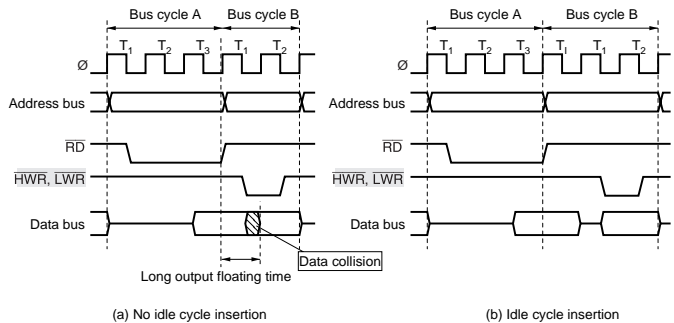 Bus cycle A
Bus cycle B
T1 T2 T3 T1 T2
Ø
Address bus
RD
HWR, LWR
Data bus
Data collision
Long output floating time
(a) No idle cycle insertion
Bus cycle A
Bus cycle B
T1 T2 T3 TI T1 T2
Ø
Address bus
RD
HWR, LWR
Data bus
(b) Idle cycle insertion